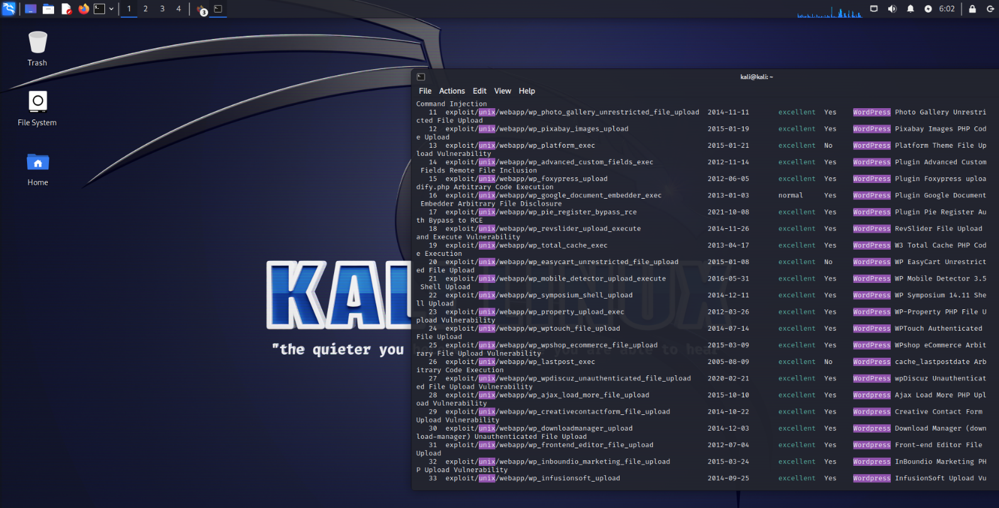 1 2 3 4 3 6:02
Trash
File System
Home
KAL
"the quieter you
kali@kali: ~
File Actions Edit View Help
Command Injection
11 exploit/unix/webapp/wp_photo_gallery_unrestricted_file_upload 2014-11-11 excellent Yes WordPress Photo Gallery Unrestri
cted File Upload
12 exploit/unix/webapp/wp_pixabay_images_upload 2015-01-19 excellent Yes WordPress Pixabay Images PHP Cod
e Upload
13 exploit/unix/webapp/wp_platform_exec 2015-01-21 excellent No WordPress Platform Theme File Up
load Vulnerability
14 exploit/unix/webapp/wp_advanced_custom_fields_exec 2012-11-14 excellent Yes WordPress Plugin Advanced Custom
Fields Remote File Inclusion
15 exploit/unix/webapp/wp_foxypress_upload 2012-06-05 excellent Yes WordPress Plugin Foxypress uploa
dify.php Arbitrary Code Execution
16 exploit/unix/webapp/wp_google_document_embedder_exec 2013-01-03 normal Yes WordPress Plugin Google Document
Embedder Arbitrary File Disclosure
17 exploit/unix/webapp/wp_pie_register_bypass_rce 2021-10-08 excellent Yes WordPress Plugin Pie Register Au
th Bypass to RCE
18 exploit/unix/webapp/wp_revslider_upload_execute 2014-11-26 excellent Yes WordPress RevSlider File Upload
and Execute Vulnerability
19 exploit/unix/webapp/wp_total_cache_exec 2013-04-17 excellent Yes WordPress W3 Total Cache PHP Cod
e Execution
20 exploit/unix/webapp/wp_easycart_unrestricted_file_upload 2015-01-08 excellent No WordPress WP EasyCart Unrestrict
ed File Upload
21 exploit/unix/webapp/wp_mobile_detector_upload_execute 2016-05-31 excellent Yes WordPress WP Mobile Detector 3.5
Shell Upload
22 exploit/unix/webapp/wp_symposium_shell_upload 2014-12-11 excellent Yes WordPress WP Symposium 14.11 She
ll Upload
23 exploit/unix/webapp/wp_property_upload_exec 2012-03-26 excellent Yes WordPress WP-Property PHP File U
pload Vulnerability
24 exploit/unix/webapp/wp_wptouch_file_upload 2014-07-14 excellent Yes WordPress WPTouch Authenticated
File Upload
25 exploit/unix/webapp/wp_wpshop_ecommerce_file_upload 2015-03-09 excellent Yes WordPress WPshop eCommerce Arbit
rary File Upload Vulnerability
26 exploit/unix/webapp/wp_lastpost_exec 2005-08-09 excellent No WordPress cache_lastpostdate Arb
itrary Code Execution
27 exploit/unix/webapp/wp_wpdiscuz_unauthenticated_file_upload 2020-02-21 excellent Yes WordPress wpDiscuz Unauthenticat
ed File Upload Vulnerability
28 exploit/unix/webapp/wp_ajax_load_more_file_upload 2015-10-10 excellent Yes Wordpress Ajax Load More PHP Upl
oad Vulnerability
29 exploit/unix/webapp/wp_creativecontactform_file_upload 2014-10-22 excellent Yes Wordpress Creative Contact Form
Upload Vulnerability
30 exploit/unix/webapp/wp_downloadmanager_upload 2014-12-03 excellent Yes Wordpress Download Manager (down
load-manager) Unauthenticated File Upload
31 exploit/unix/webapp/wp_frontend_editor_file_upload 2012-07-04 excellent Yes Wordpress Front-end Editor File
Upload
32 exploit/unix/webapp/wp_inboundio_marketing_file_upload 2015-03-24 excellent Yes Wordpress InBoundio Marketing PH
P Upload Vulnerability
33 exploit/unix/webapp/wp_infusionsoft_upload 2014-09-25 excellent Yes Wordpress InfusionSoft Upload Vu